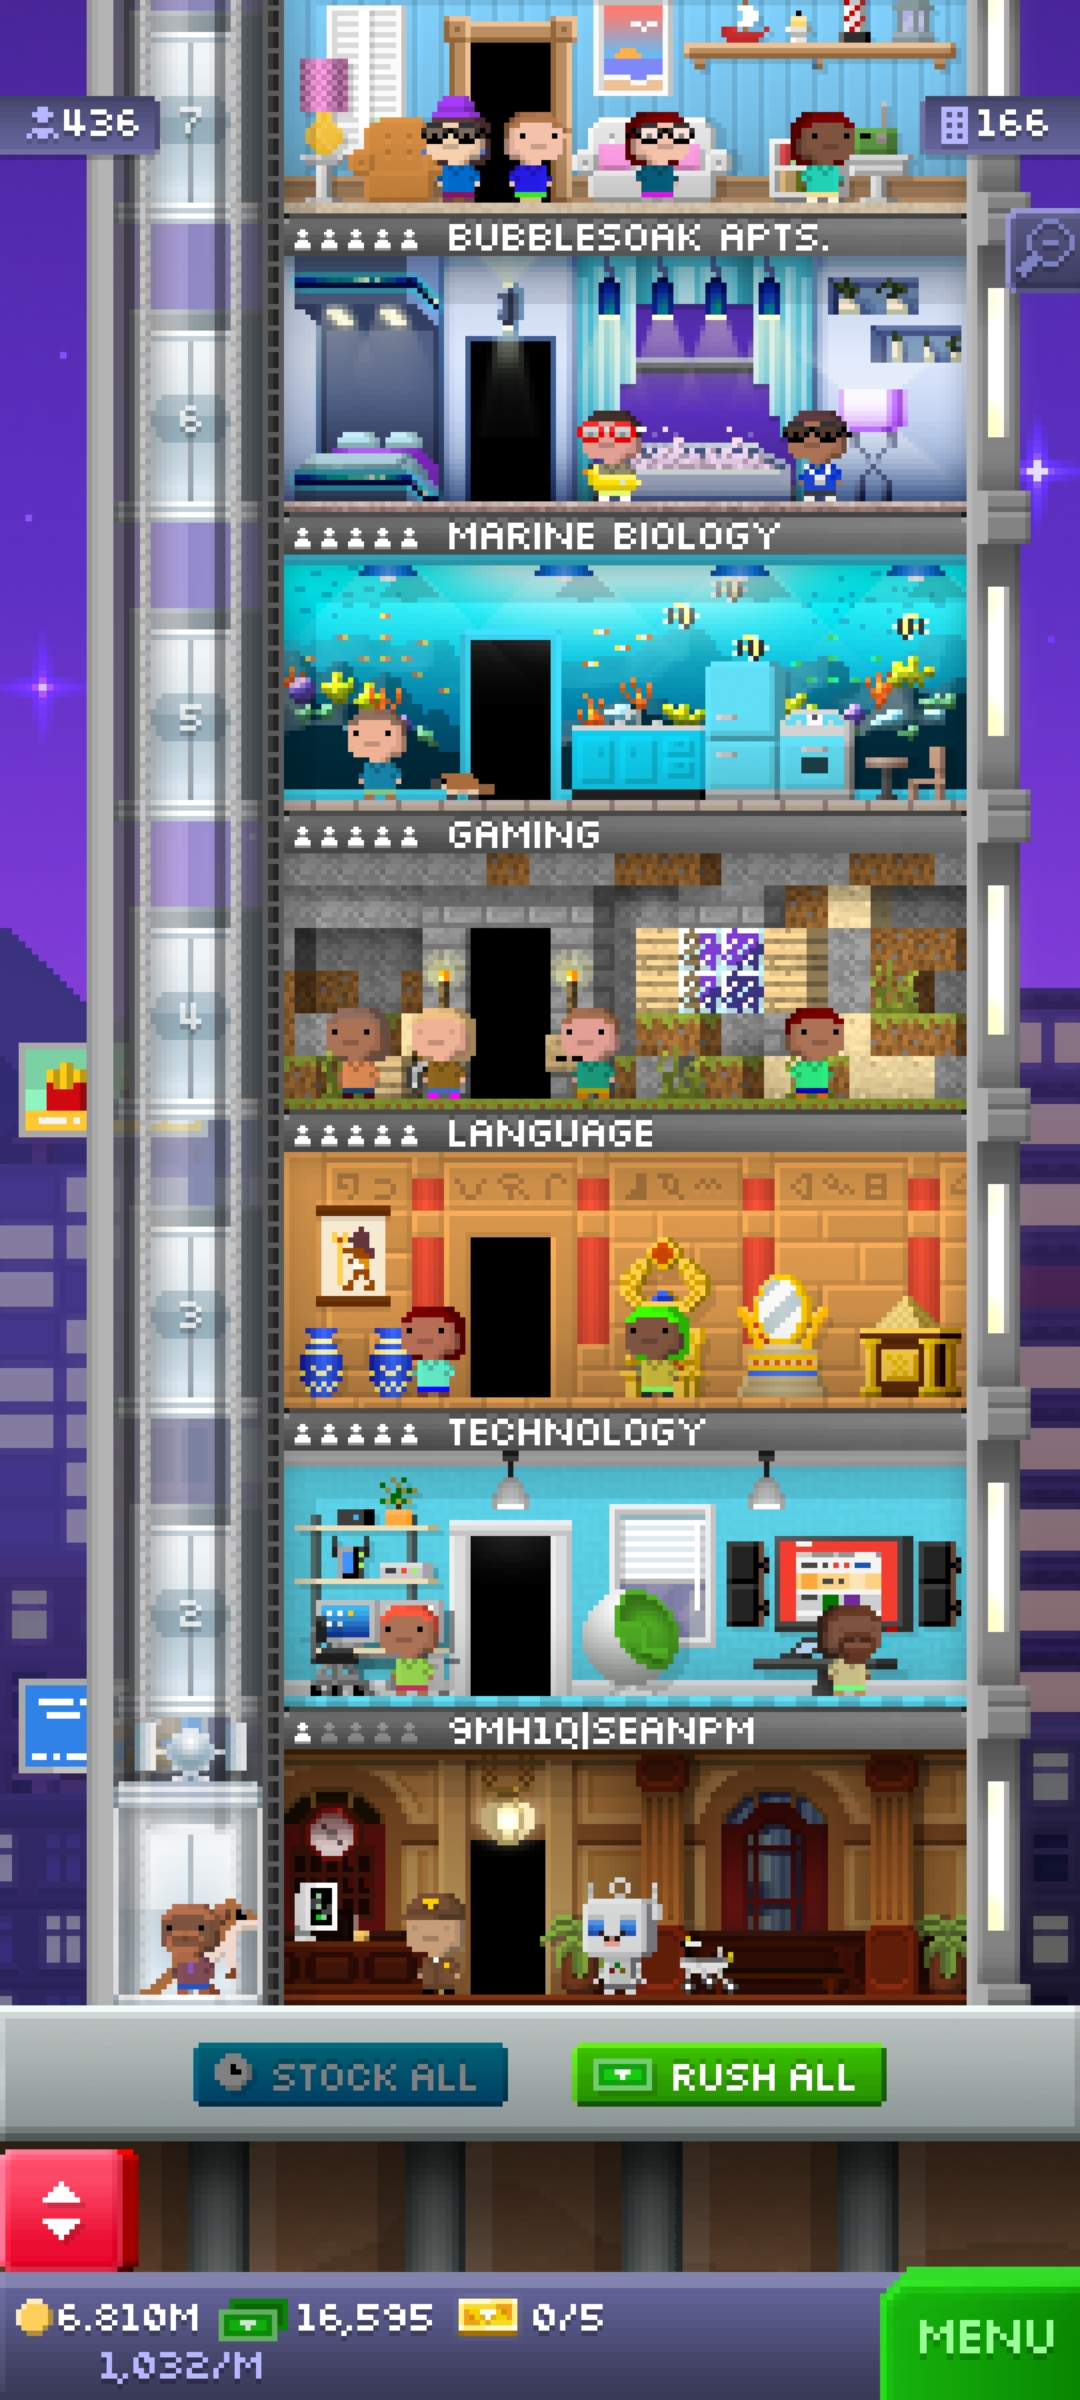 7
436
166
BUBBLESOAK APTS.
6
MARINE BIOLOGY
5
GAMING
4
LANGUAGE
3
TECHNOLOGY
2
9MH1Q|SEANPM
STOCK ALL
RUSH ALL
6.810M
16,595
0/5
1,032/M
MENU